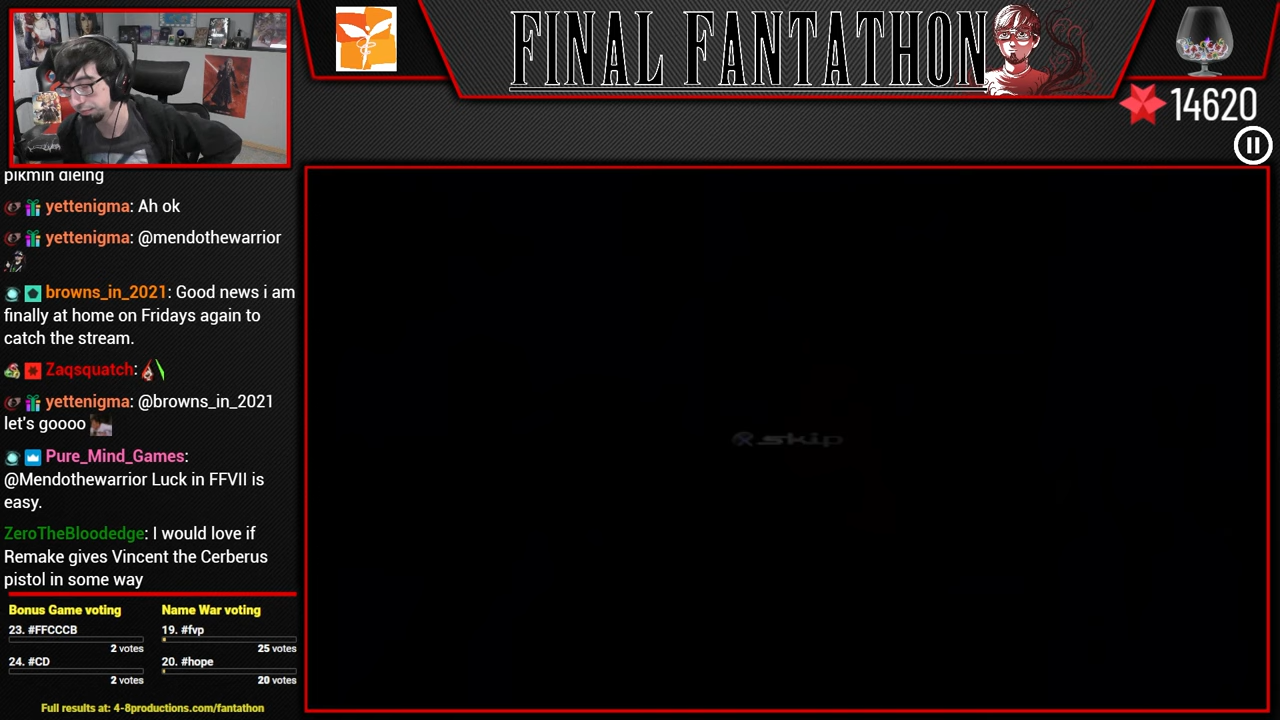 FINAL FANTATHON
14620
pikmin dieing
yettenigma: Ah ok
yettenigma: @mendothewarrior
browns_in_2021: Good news i am
finally at home on Fridays again to
catch the stream.
Zaqsquatch:
yettenigma: @browns_in_2021
let's goooo
Pure_Mind_Games:
@Mendothewarrior Luck in FFVII is
easy.
ZeroTheBloodedge: I would love if
Remake gives Vincent the Cerberus
pistol in some way
skip
Bonus Game voting
23. #FFCCCB
2 votes
24. #CD
2 votes
Name War voting
19. #fvp
25 votes
20. #hope
20 votes
Full results at: 4-8productions.com/fantathon